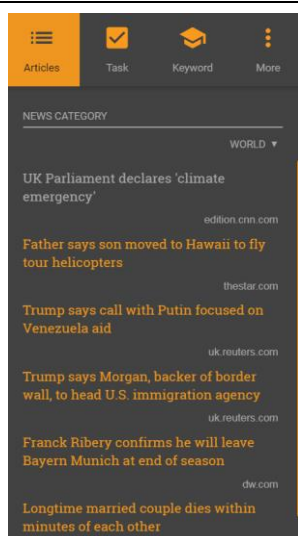 Articles
Task
Keyword
More
NEWS CATEGORY
WORLD ▼
UK Parliament declares 'climate
emergency'
edition.cnn.com
Father says son moved to Hawaii to fly
tour helicopters
thestar.com
Trump says call with Putin focused on
Venezuela aid
uk.reuters.com
Trump says Morgan, backer of border
wall, to head U.S. immigration agency
uk.reuters.com
Franck Ribery confirms he will leave
Bayern Munich at end of season
dw.com
Longtime married couple dies within
minutes of each other